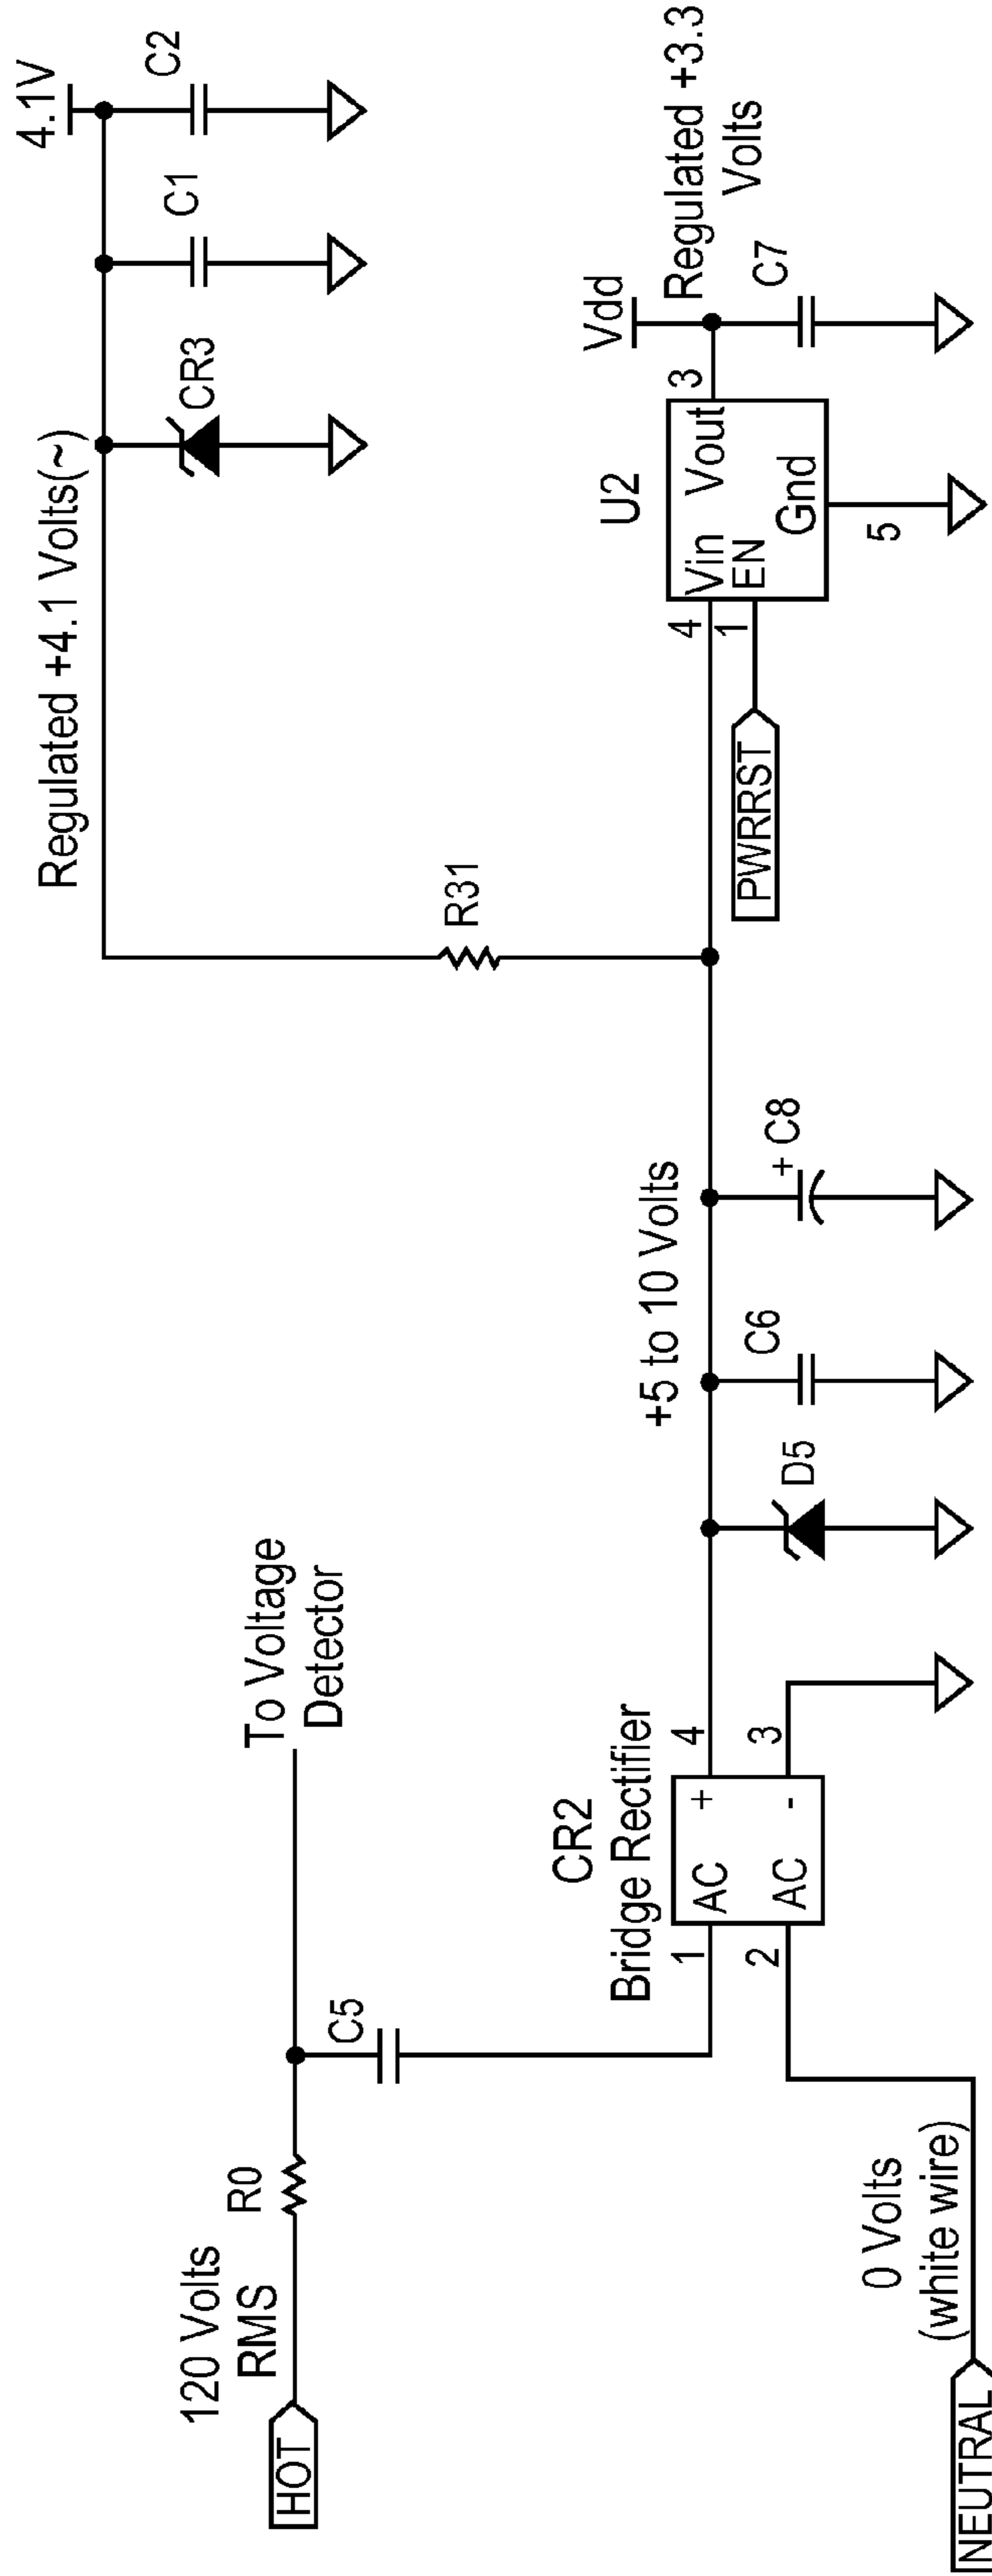 120 Volts
RMS
HOT
R0
C5
To Voltage
Detector
0 Volts
(white wire)
NEUTRAL
CR2
Bridge Rectifier
1
2
AC
AC
+
-
4
3
D5
C6
+5 to 10 Volts
+
C8
R31
Regulated +4.1 Volts(~)
CR3
C1
C2
4.1V
PWRRST
4
1
U2
Vin
EN
Vout
Gnd
5
3
Vdd
Regulated +3.3
Volts
C7